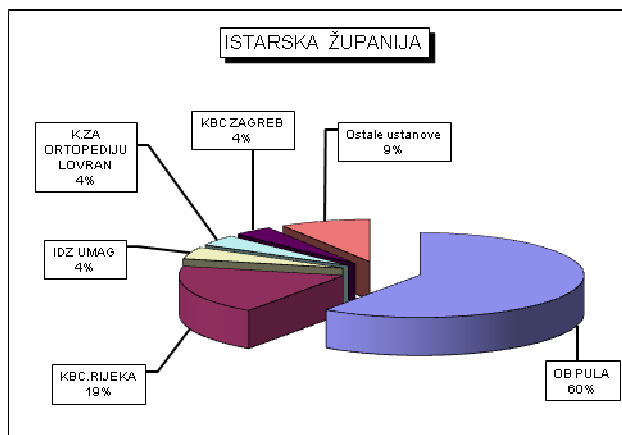 ISTARSKA ŽUPANIJA
KBC ZAGREB
4%
Ostale ustanove
9%
K.ZA
ORTOPEDIJU
LOVRAN
4%
IDZ UMAG
4%
KBC.RIJEKA
19%
OB PULA
60%